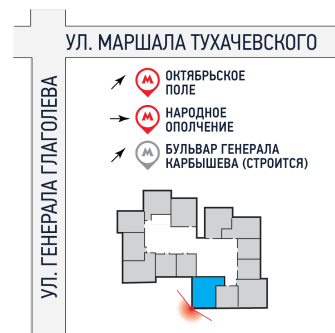 УЛ. МАРШАЛА ТУХАЧЕВСКОГО
УЛ. ГЕНЕРАЛА ГЛАГОЛЕВА
М ОКТЯБРЬСКОЕ
ПОЛЕ
М НАРОДНОЕ
ОПОЛЧЕНИЕ
М БУЛЬВАР ГЕНЕРАЛА
КАРБЫШЕВА (СТРОИТСЯ)